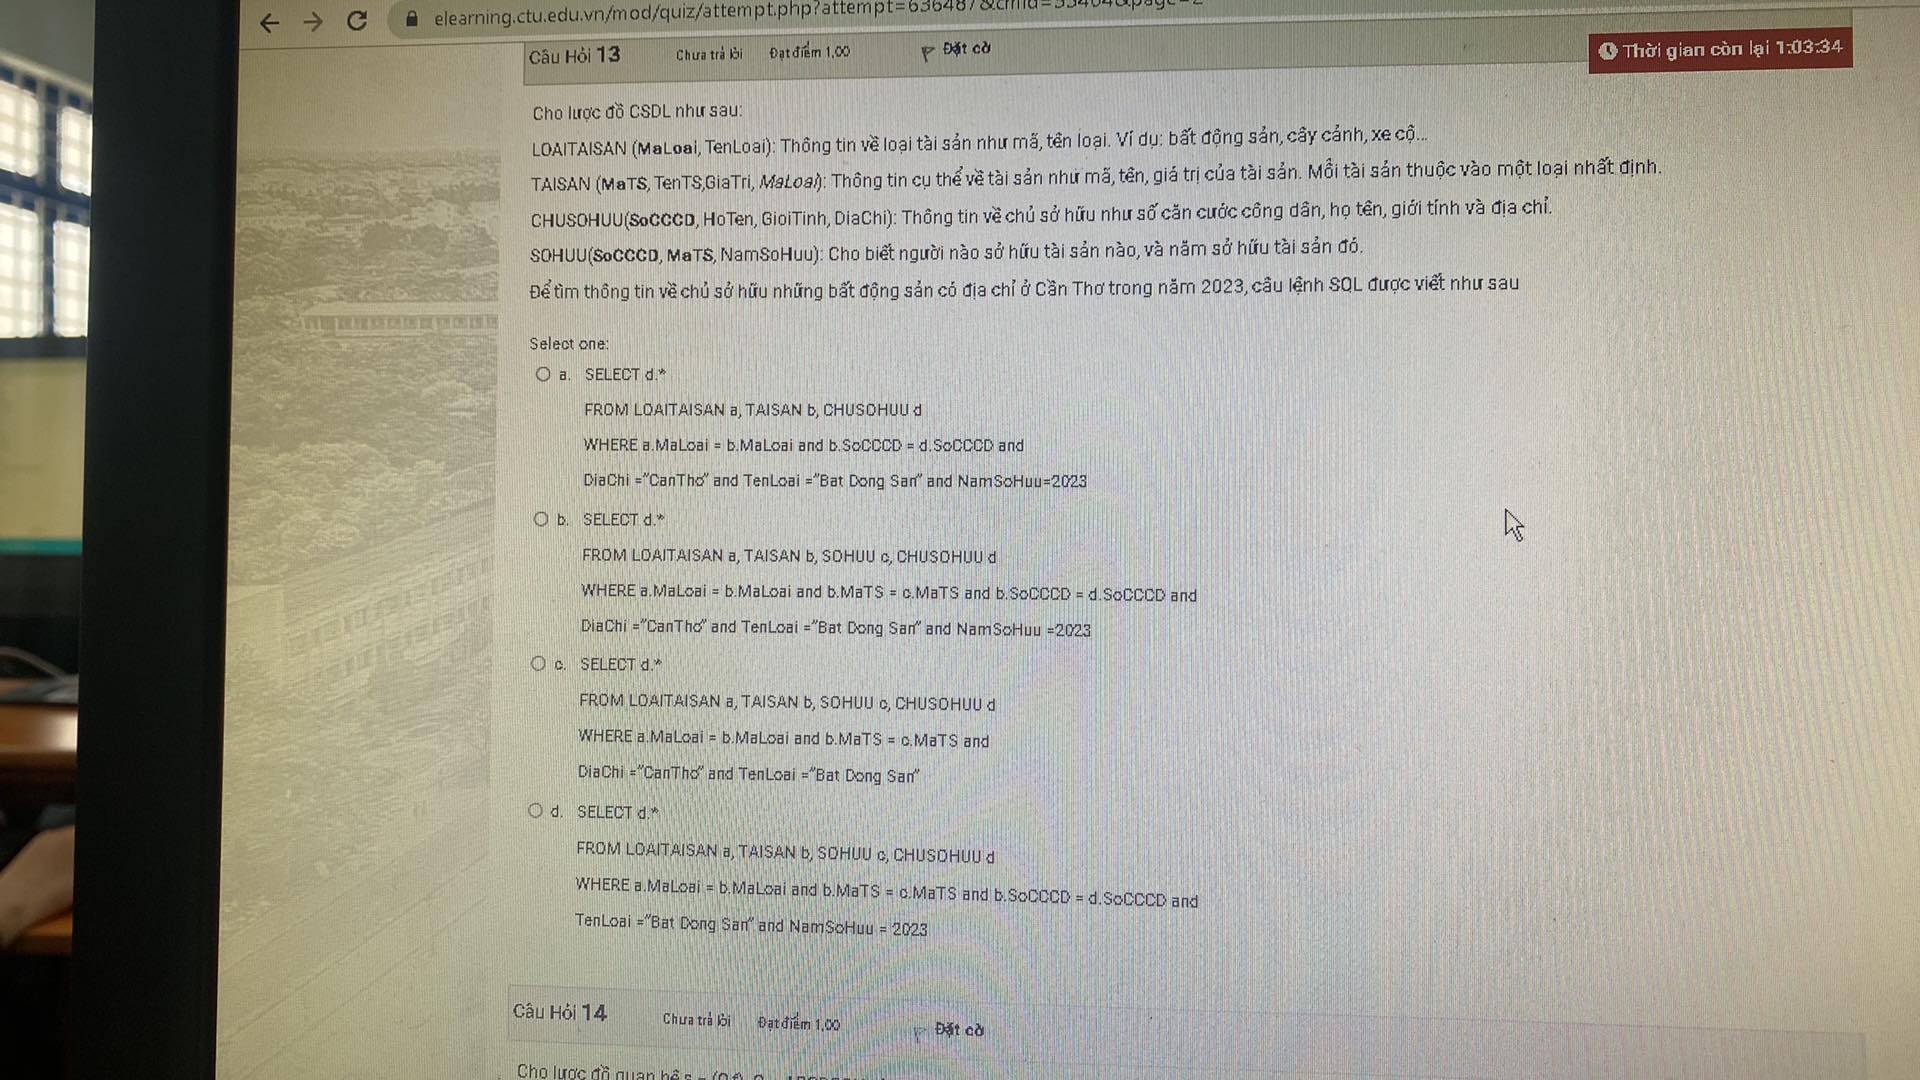 elearning.ctu.edu.vn/mod/quiz/attempt.php?attempt=636487&cmid=
Câu Hỏi 13 Chưa trả lời Đạt điểm 1,00 Đặt cờ
Thời gian còn lại 1:03:34
Cho lược đồ CSDL như sau:
LOAITAISAN (MaLoai, TenLoai): Thông tin về loại tài sản như mã, tên loại. Ví dụ: bất động sản, cây cảnh, xe cộ...
TAISAN (MaTS, TenTS,GiaTri, MaLoai): Thông tin cụ thể về tài sản như mã, tên, giá trị của tài sản. Mỗi tài sản thuộc vào một loại nhất định.
CHUSOHUU(SoCCCD, HoTen, GioiTinh, DiaChi): Thông tin về chủ sở hữu như số căn cước công dân, họ tên, giới tính và địa chỉ.
SOHUU(SoCCCD, MaTS, NamSoHuu): Cho biết người nào sở hữu tài sản nào, và năm sở hữu tài sản đó.
Để tìm thông tin về chủ sở hữu những bất động sản có địa chỉ ở Cần Thơ trong năm 2023, câu lệnh SQL được viết như sau
Select one:
a. SELECT d.*
FROM LOAITAISAN a, TAISAN b, CHUSOHUU d
WHERE a.MaLoai = b.MaLoai and b.SoCCCD = d.SoCCCD and
DiaChi =”CanTho” and TenLoai =”Bat Dong San” and NamSoHuu=2023
b. SELECT d.*
FROM LOAITAISAN a, TAISAN b, SOHUU c, CHUSOHUU d
WHERE a.MaLoai = b.MaLoai and b.MaTS = c.MaTS and b.SoCCCD = d.SoCCCD and
DiaChi =”CanTho” and TenLoai =”Bat Dong San” and NamSoHuu =2023
c. SELECT d.*
FROM LOAITAISAN a, TAISAN b, SOHUU c, CHUSOHUU d
WHERE a.MaLoai = b.MaLoai and b.MaTS = c.MaTS and
DiaChi =”CanTho” and TenLoai =”Bat Dong San”
d. SELECT d.*
FROM LOAITAISAN a, TAISAN b, SOHUU c, CHUSOHUU d
WHERE a.MaLoai = b.MaLoai and b.MaTS = c.MaTS and b.SoCCCD = d.SoCCCD and
TenLoai =”Bat Dong San” and NamSoHuu = 2023
Câu Hỏi 14 Chưa trả lời Đạt điểm 1,00 Đặt cờ
Cho lược đồ quan hệ